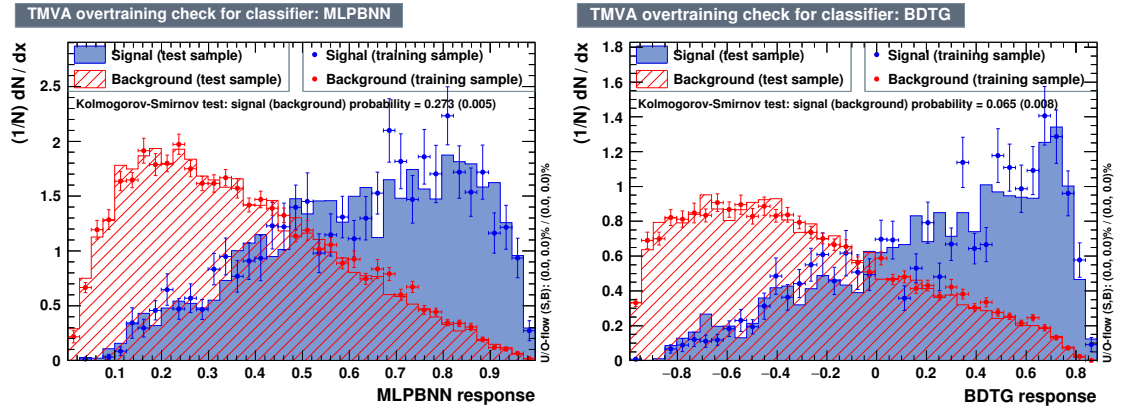 TMVA overtraining check for classifier: MLPBNN
Signal (test sample)
Background (test sample)
Signal (training sample)
Background (training sample)
Kolmogorov-Smirnov test: signal (background) probability = 0.273 (0.005)
(1/N) dN / dx
2.5
2
1.5
1
0.5
0
0.1 0.2 0.3 0.4 0.5 0.6 0.7 0.8 0.9
MLPBNN response
U/O-flow (S,B): (0.0, 0.0)% / (0.0, 0.0)%
TMVA overtraining check for classifier: BDTG
Signal (test sample)
Background (test sample)
Signal (training sample)
Background (training sample)
Kolmogorov-Smirnov test: signal (background) probability = 0.065 (0.008)
(1/N) dN / dx
1.8
1.6
1.4
1.2
1
0.8
0.6
0.4
0.2
0
−0.8 −0.6 −0.4 −0.2 0 0.2 0.4 0.6 0.8
BDTG response
U/O-flow (S,B): (0.0, 0.0)% / (0.0, 0.0)%